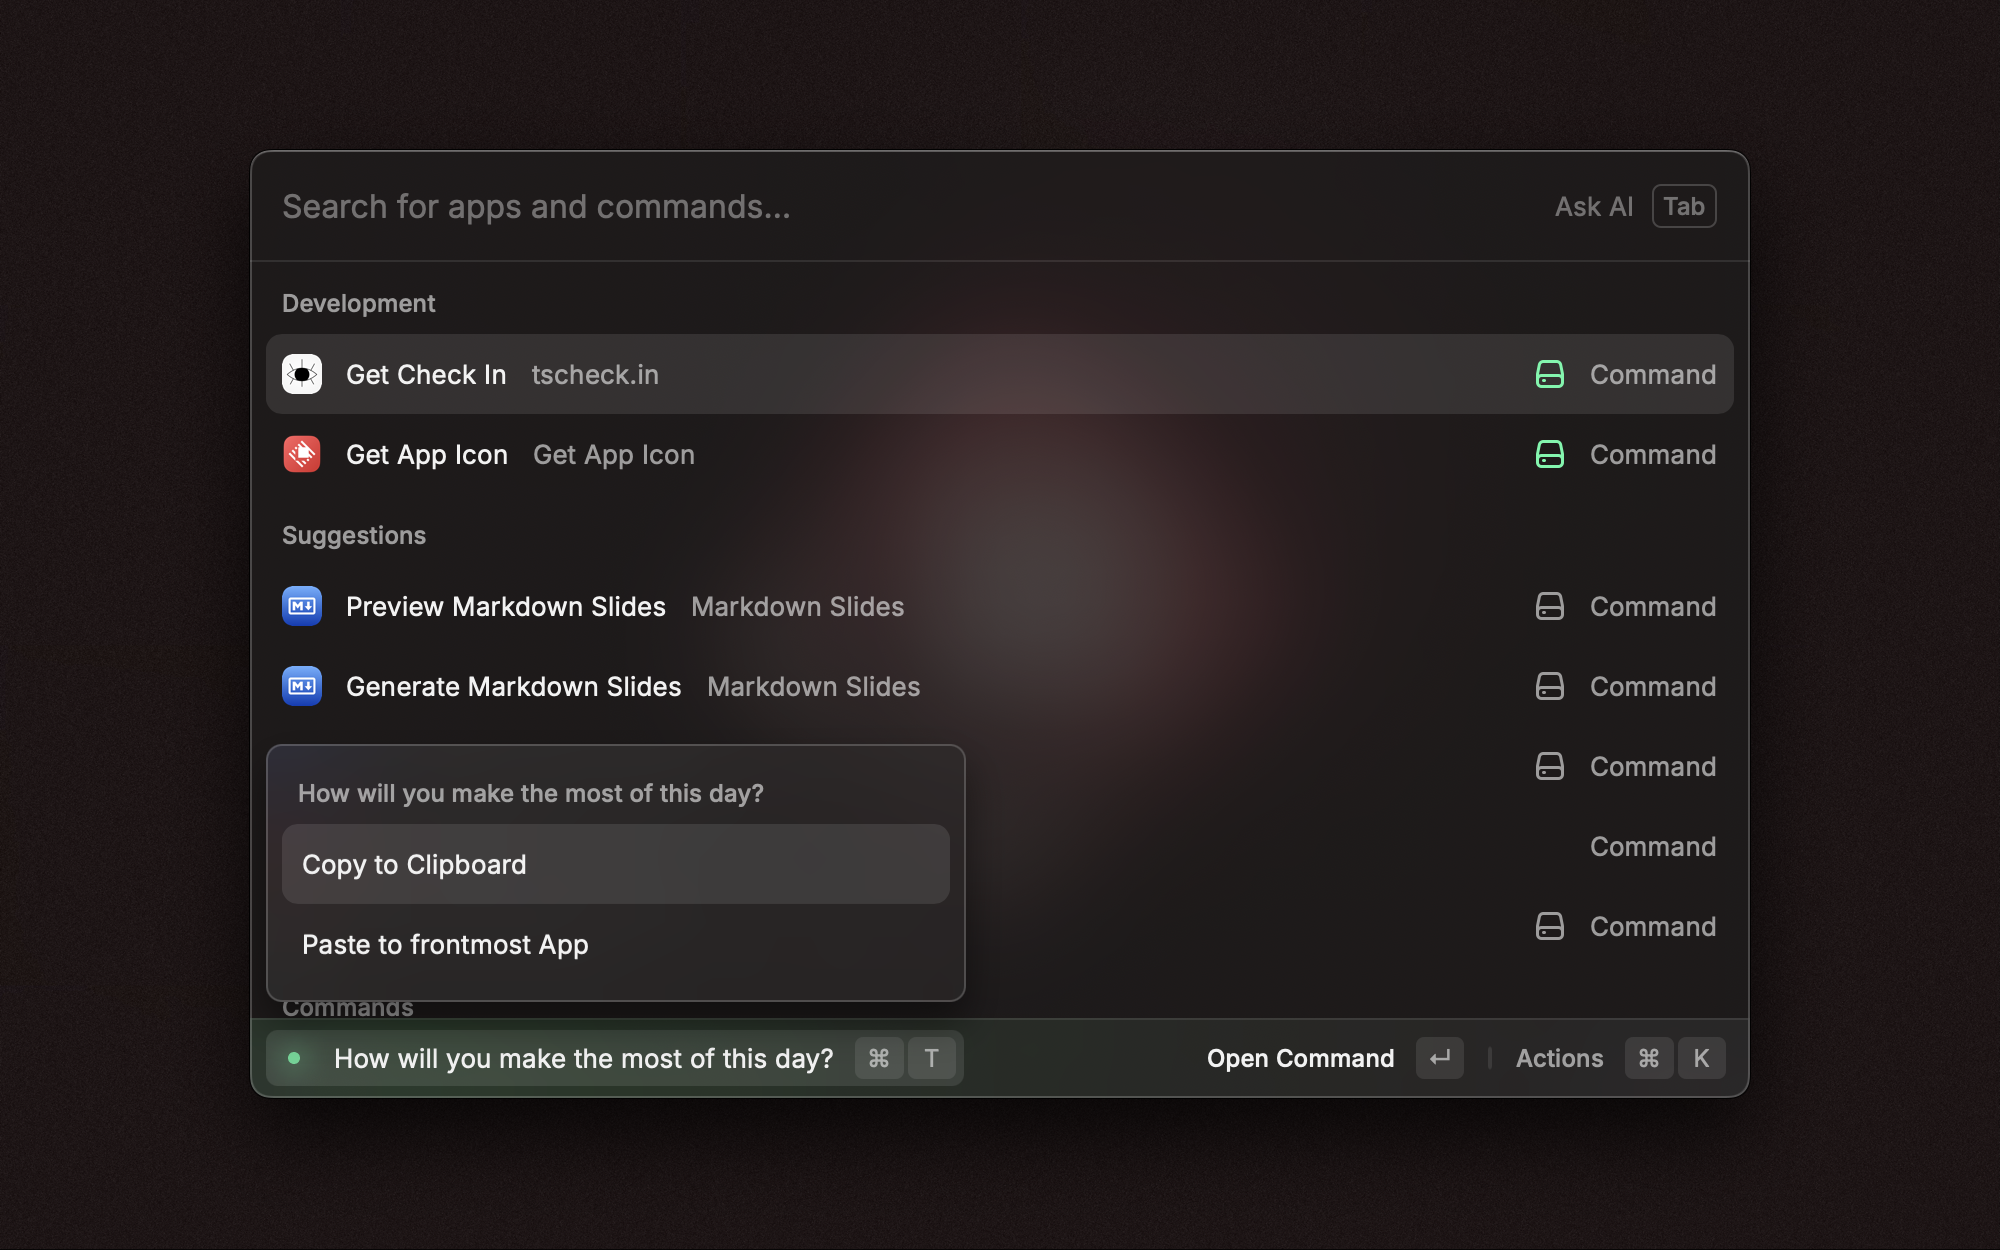 Search for apps and commands...
Ask AI Tab
Development
Get Check In tscheck.in Command
Get App Icon Get App Icon Command
Suggestions
Preview Markdown Slides Markdown Slides Command
Generate Markdown Slides Markdown Slides Command
Command
How will you make the most of this day?
Command
Copy to Clipboard
Command
Paste to frontmost App
Commands
How will you make the most of this day? ⌘ T
Open Command ↵ Actions ⌘ K